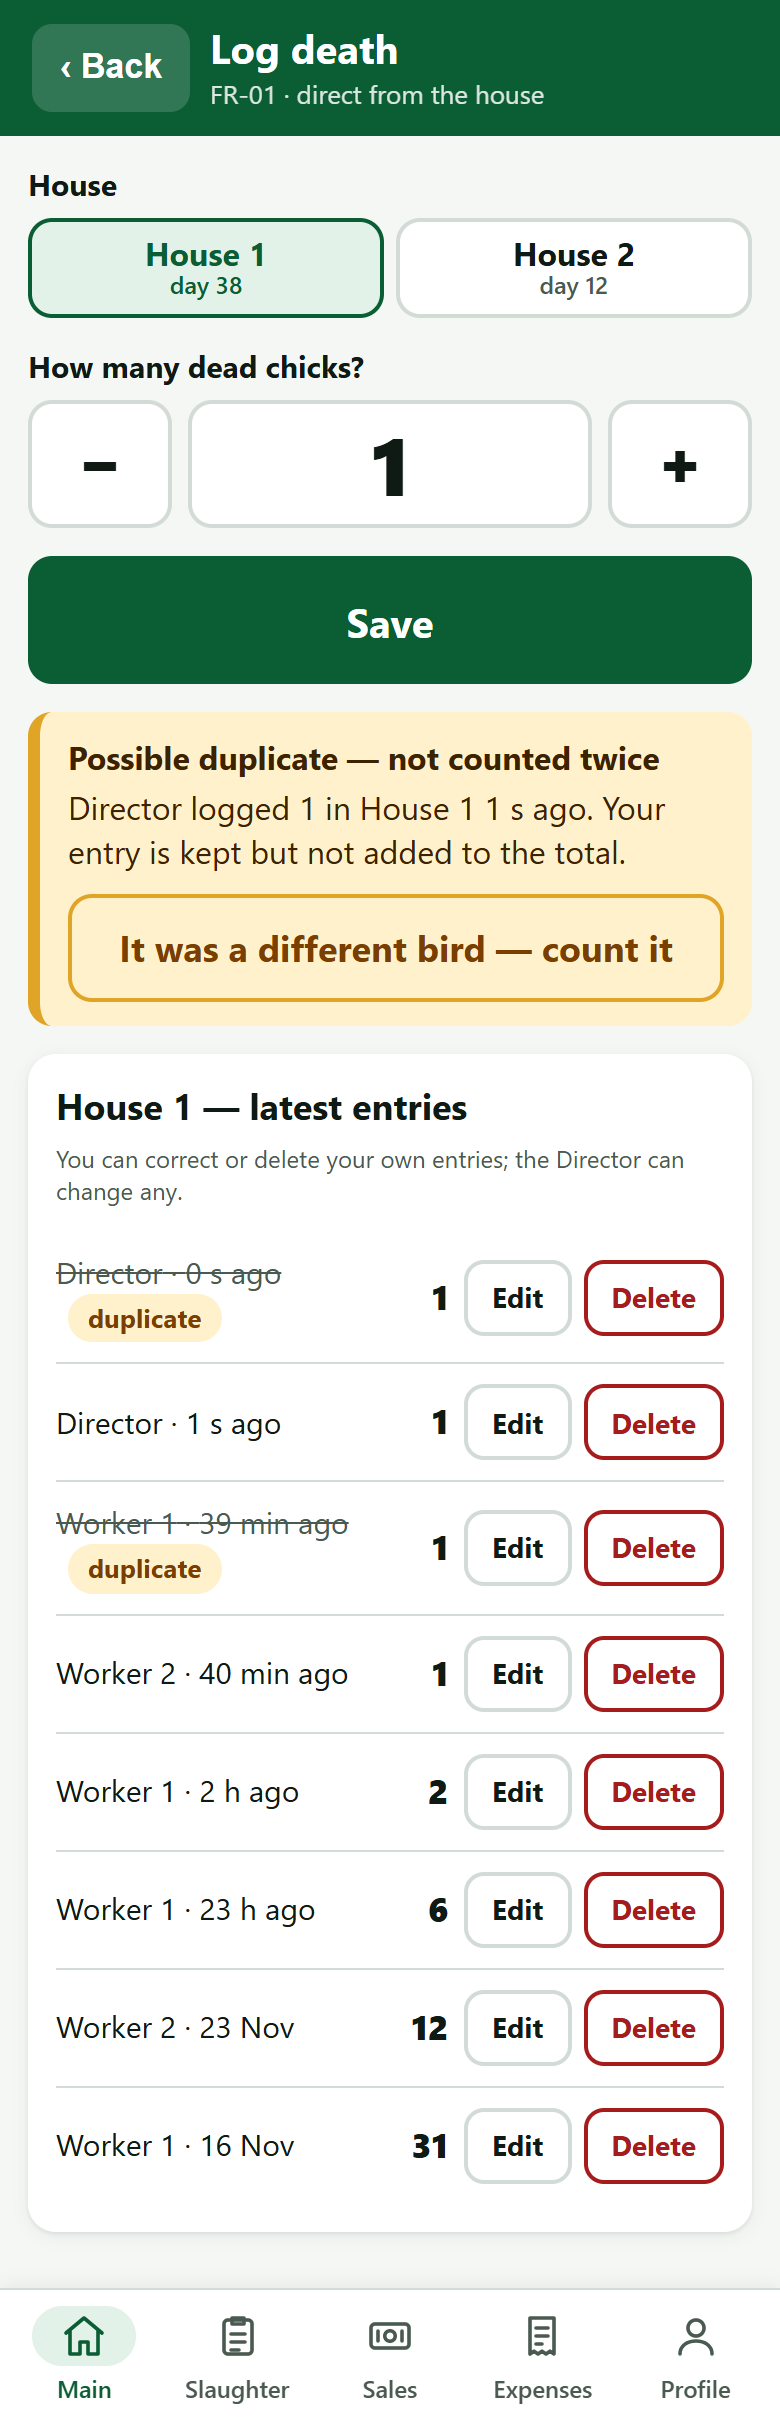 ‹ Back
Log death
FR-01 · direct from the house
House
House 1
day 38
House 2
day 12
How many dead chicks?
−
1
+
Save
Possible duplicate — not counted twice
Director logged 1 in House 1 1 s ago. Your
entry is kept but not added to the total.
It was a different bird — count it
House 1 — latest entries
You can correct or delete your own entries; the Director can
change any.
Director · 0 s ago
duplicate
1 Edit Delete
Director · 1 s ago 1 Edit Delete
Worker 1 · 39 min ago
duplicate
1 Edit Delete
Worker 2 · 40 min ago 1 Edit Delete
Worker 1 · 2 h ago 2 Edit Delete
Worker 1 · 23 h ago 6 Edit Delete
Worker 2 · 23 Nov 12 Edit Delete
Worker 1 · 16 Nov 31 Edit Delete
Main Slaughter Sales Expenses Profile